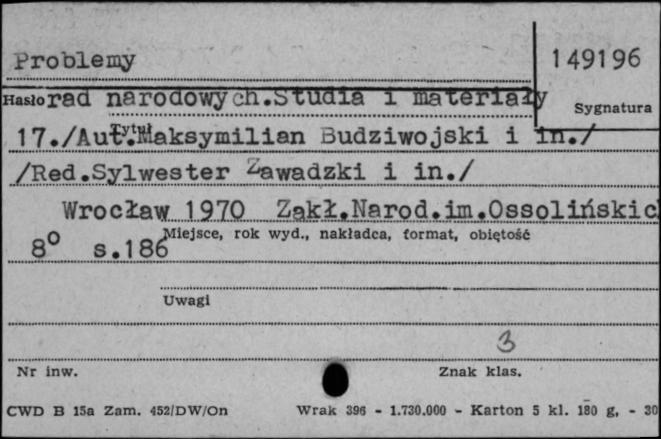 Problemy
149196
Hasło rad narodowych.Studia i materiały
Sygnatura
Tytuł
17./Aut.Maksymilian Budziwojski i in./
/Red.Sylwester Zawadzki i in./
Wrocław 1970 Zakł.Narod.im.Ossolińskic
Miejsce, rok wyd., nakładca, format, objętość
8° s.186
Uwagi
3
Nr inw.
Znak klas.
CWD B 15a Zam. 452/DW/On Wrak 396 - 1.730.000 - Karton 5 kl. 180 g, - 30